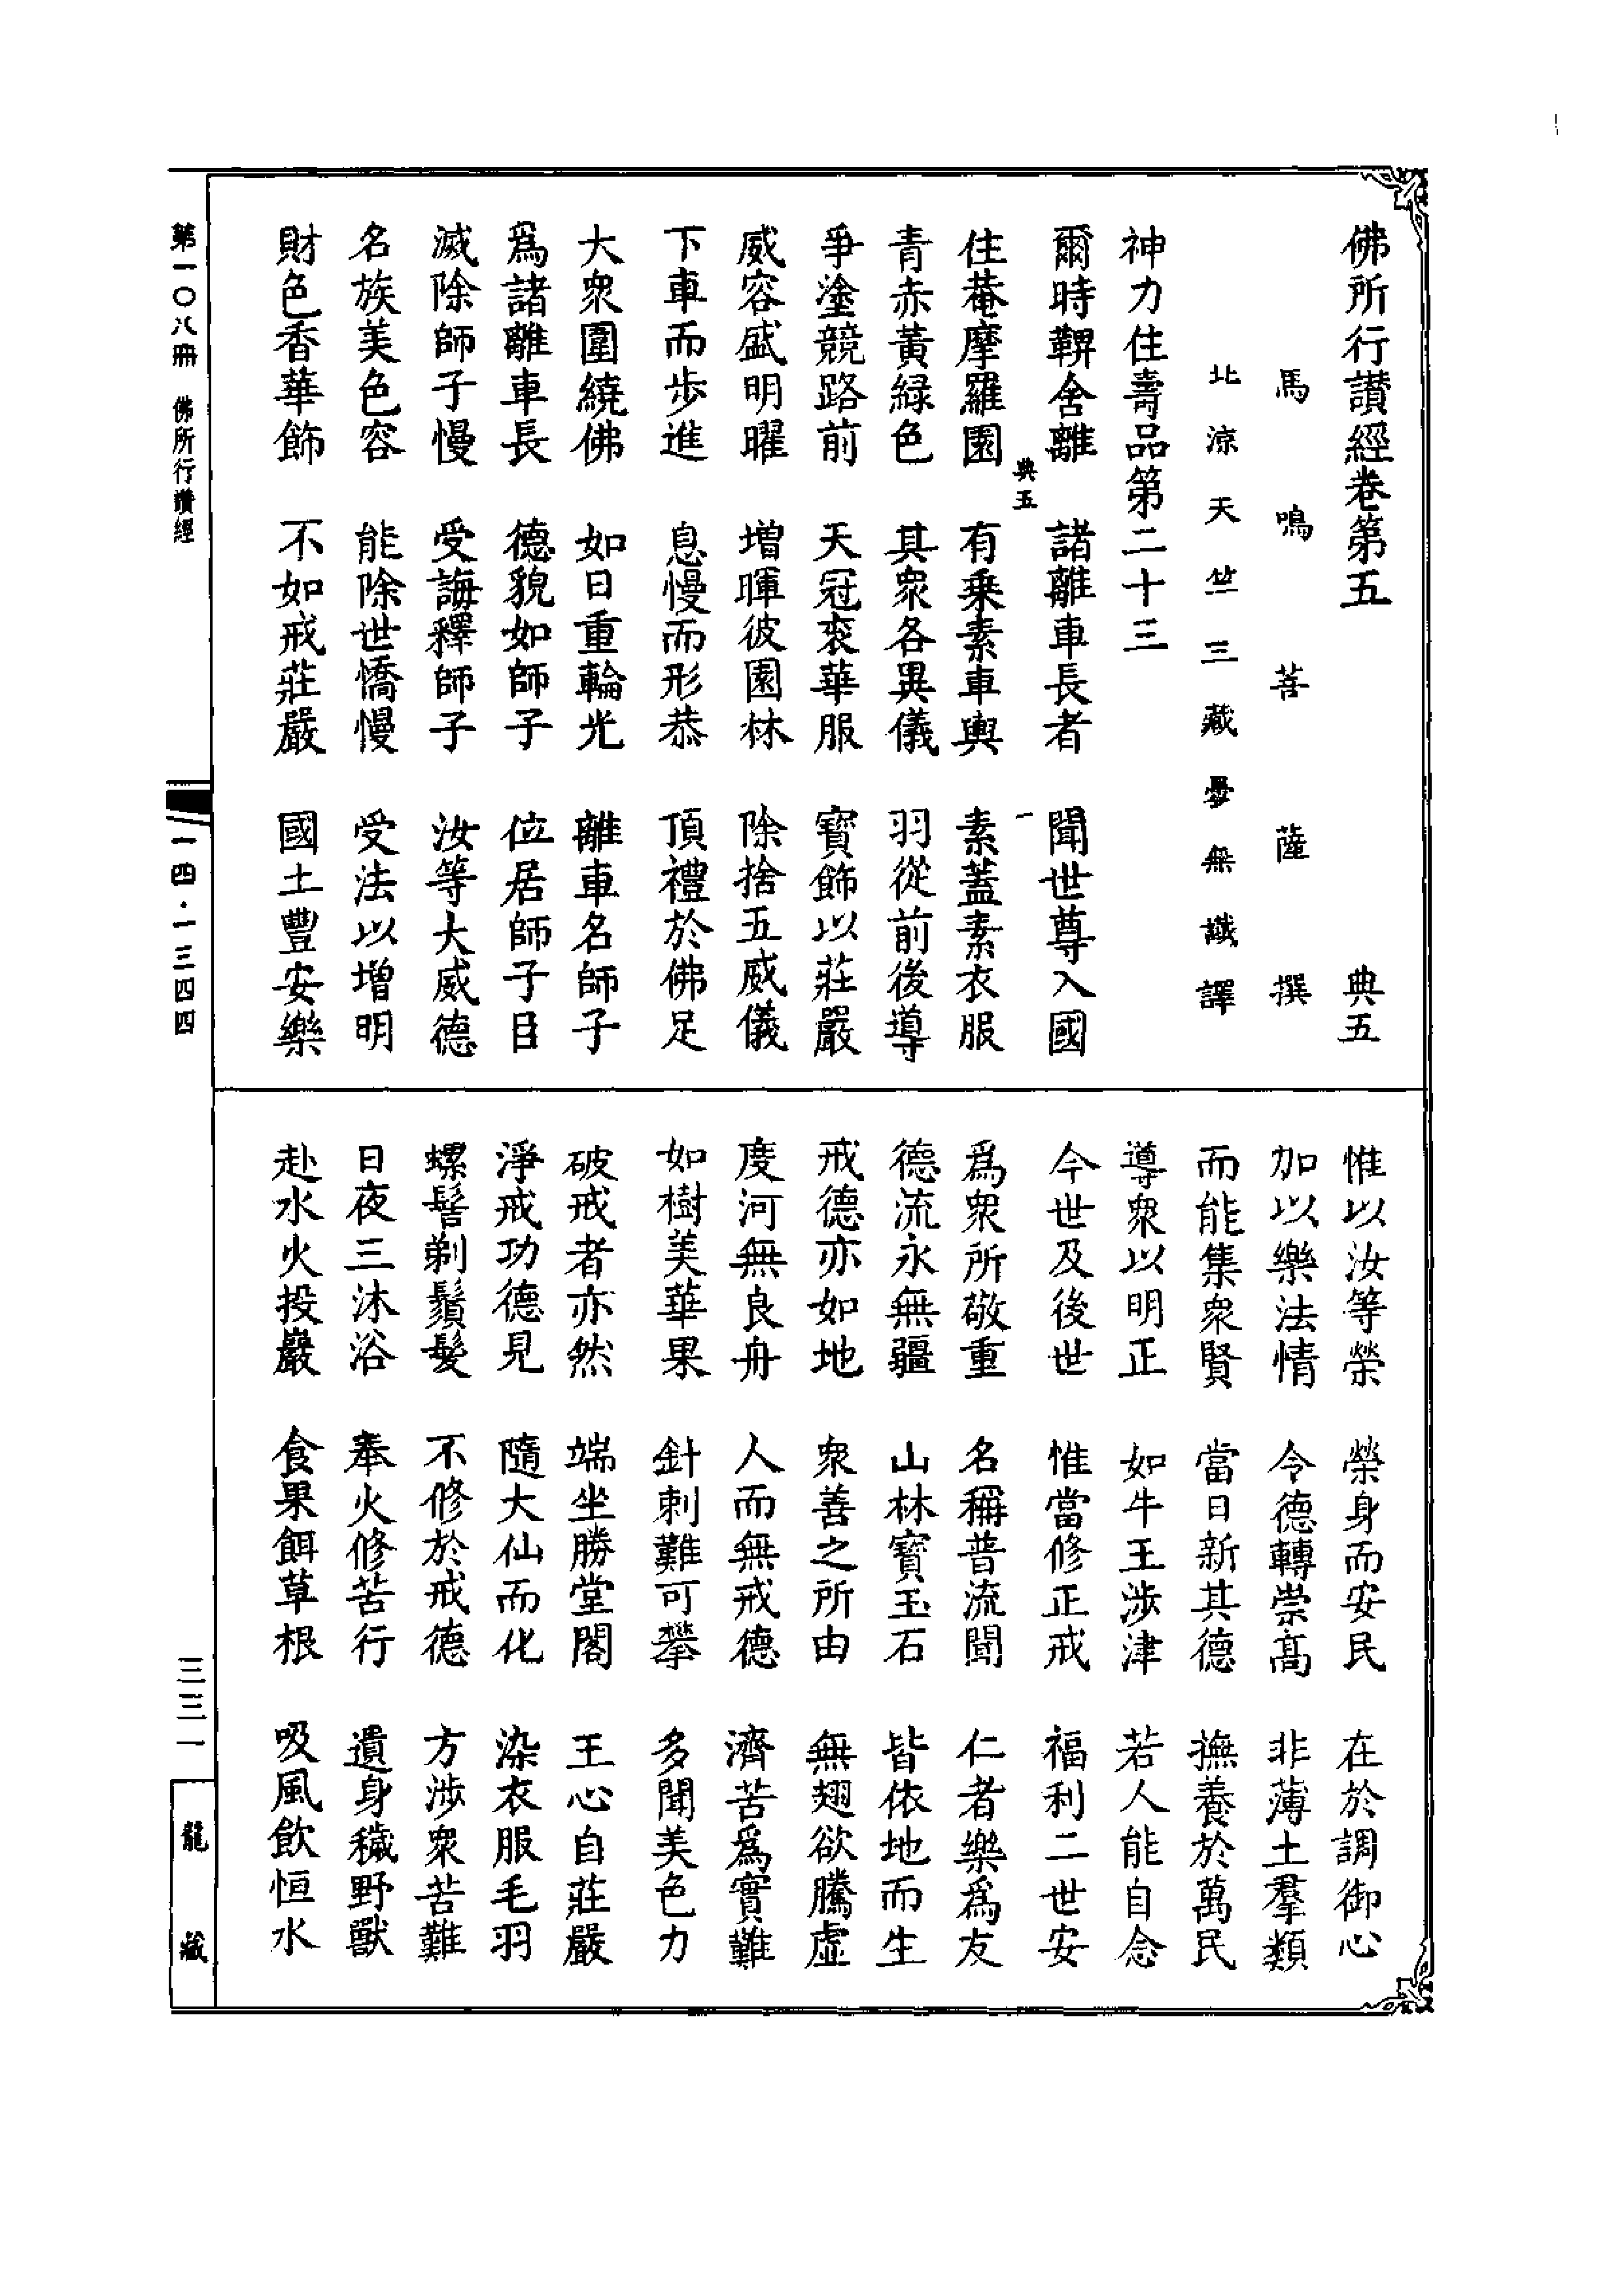 佛所行讃經卷第五　典五
馬鳴菩薩撰
北涼天竺三藏曇無讖譯
神力住壽品第二十三
爾時鞞舍離　諸離車長者　聞世尊入國
典五　一
住菴摩羅園　有乗素車輿　素蓋素衣服
青赤黃緑色　其衆各異儀　羽從前後導
爭塗競路前　天冠衮華服　寶飾以莊嚴
威容盛明曜　增暉彼園林　除捨五威儀
下車而歩進　息慢而形恭　頂禮於佛足
大衆圍繞佛　如日重輪光　離車名師子
爲諸離車長　德貌如師子　位居師子目
滅除師子慢　受誨釋師子　汝等大威德
名族美色容　能除世憍慢　受法以增明
財色香華飾　不如戒莊嚴　國土豐安樂
惟以汝等榮　榮身而安民　在於調御心
加以樂法情　令德轉崇髙　非薄土羣類
而能集衆賢　當日新其德　撫養於萬民
導衆以明正　如牛王涉津　若人能自念
今世及後世　惟當修正戒　福利二世安
爲衆所敬重　名稱普流聞　仁者樂爲友
德流永無疆　山林寶玉石　皆依地而生
戒德亦如地　衆善之所由　無翅欲騰虛
度河無良舟　人而無戒德　濟苦爲實難
如樹美華果　針刺難可攀　多聞美色力
破戒者亦然　端坐勝堂閣　王心自莊嚴
淨戒功德見　隨大仙而化　染衣服毛羽
螺髻剃鬚髮　不修於戒德　方涉衆苦難
日夜三沐浴　奉火修苦行　遺身穢野獸
赴水火投巖　食果餌草根　吸風飲恒水
第一〇八冊　佛所行讃經
一四・一三四四
三三一
龍藏